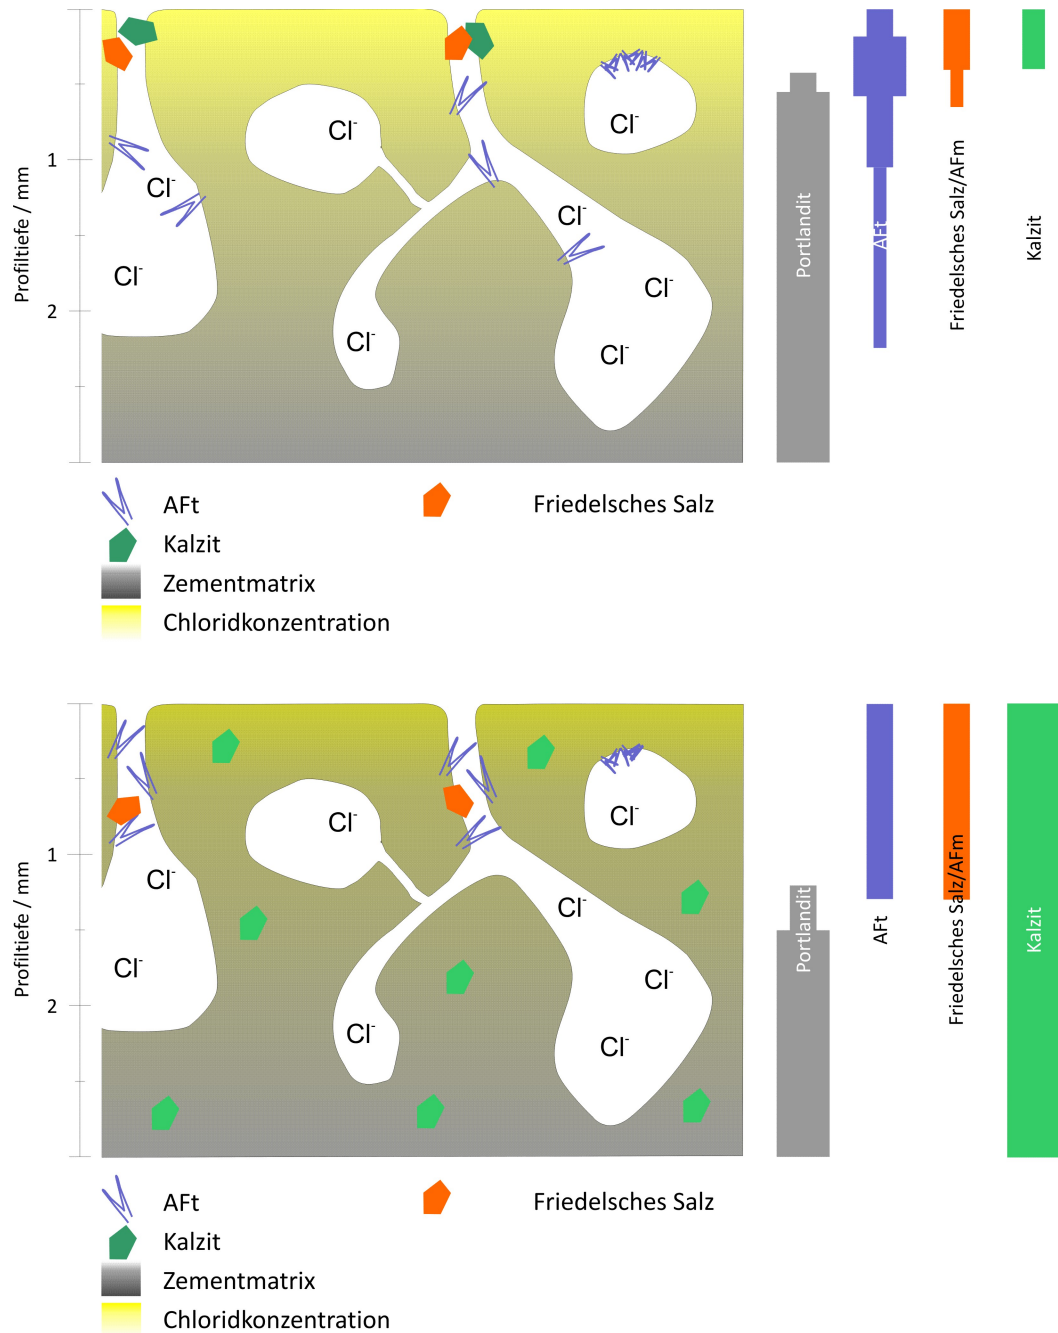 Profiltiefe / mm
1
2
Cl-
Cl-
Cl-
Cl-
Cl-
Cl-
Cl-
Cl-
Portlandit
AFt
Friedelsches Salz/AFm
Kalzit
AFt
Friedelsches Salz
Kalzit
Zementmatrix
Chloridkonzentration
Profiltiefe / mm
1
2
Cl-
Cl-
Cl-
Cl-
Cl-
Cl-
Cl-
Cl-
Portlandit
AFt
Friedelsches Salz/AFm
Kalzit
AFt
Friedelsches Salz
Kalzit
Zementmatrix
Chloridkonzentration